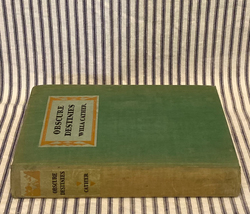 OBSCURE
DESTINIES
WILLA CATHER
OBSCURE
DESTINIES
CATHER